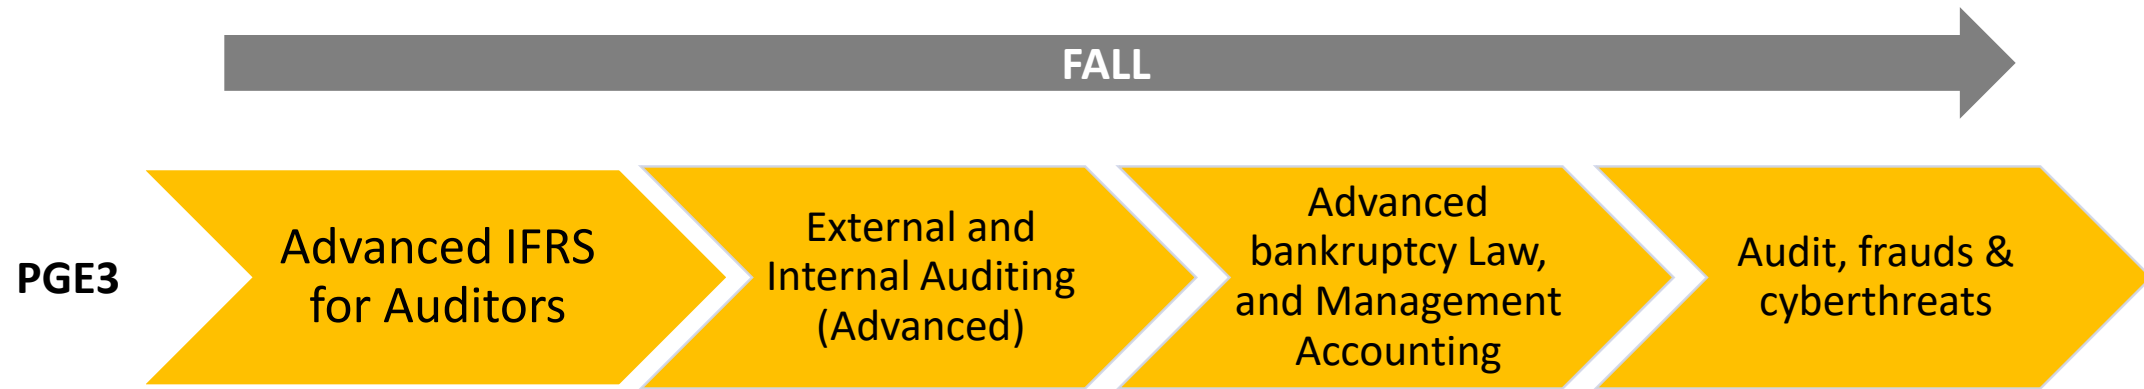 FALL
PGE3
Advanced IFRS
for Auditors
External and
Internal Auditing
(Advanced)
Advanced
bankruptcy Law,
and Management
Accounting
Audit, frauds &
cyberthreats